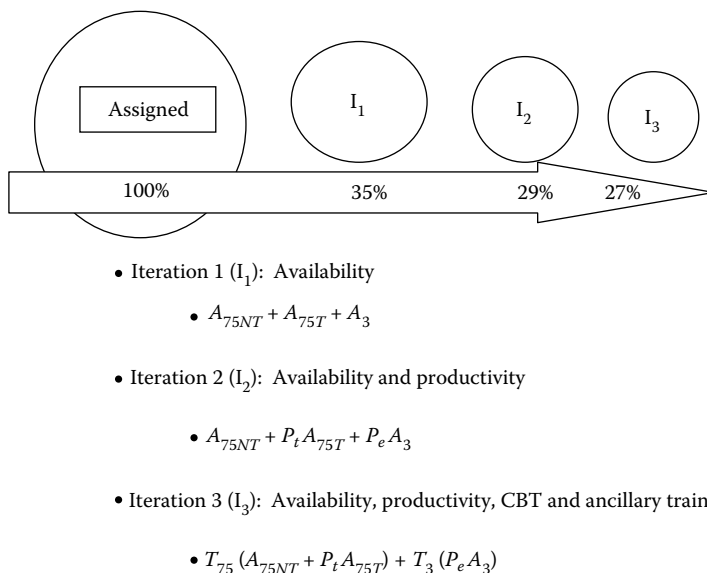 Assigned
I₁
I₂
I₃
100%
35%
29%
27%
• Iteration 1 (I₁): Availability
• A₇₅NT + A₇₅T + A₃
• Iteration 2 (I₂): Availability and productivity
• A₇₅NT + PₜA₇₅T + PₑA₃
• Iteration 3 (I₃): Availability, productivity, CBT and ancillary train
• T₇₅ (A₇₅NT + PₜA₇₅T) + T₃ (PₑA₃)